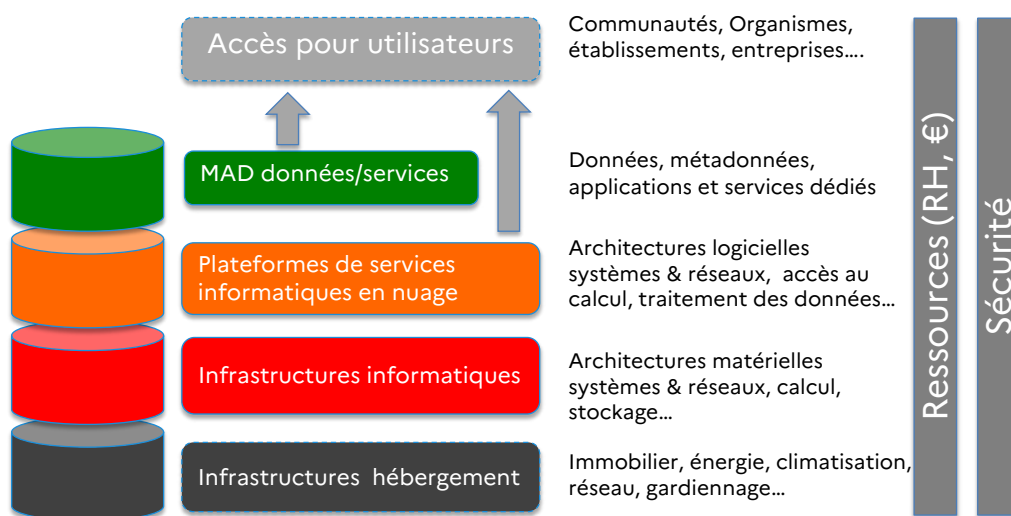 Accès pour utilisateurs
Communautés, Organismes,
établissements, entreprises….
MAD données/services
Données, métadonnées,
applications et services dédiés
Plateformes de services
informatiques en nuage
Architectures logicielles
systèmes & réseaux, accès au
calcul, traitement des données…
Infrastructures informatiques
Architectures matérielles
systèmes & réseaux, calcul,
stockage…
Infrastructures hébergement
Immobilier, énergie, climatisation,
réseau, gardiennage…
Ressources (RH, €)
Sécurité